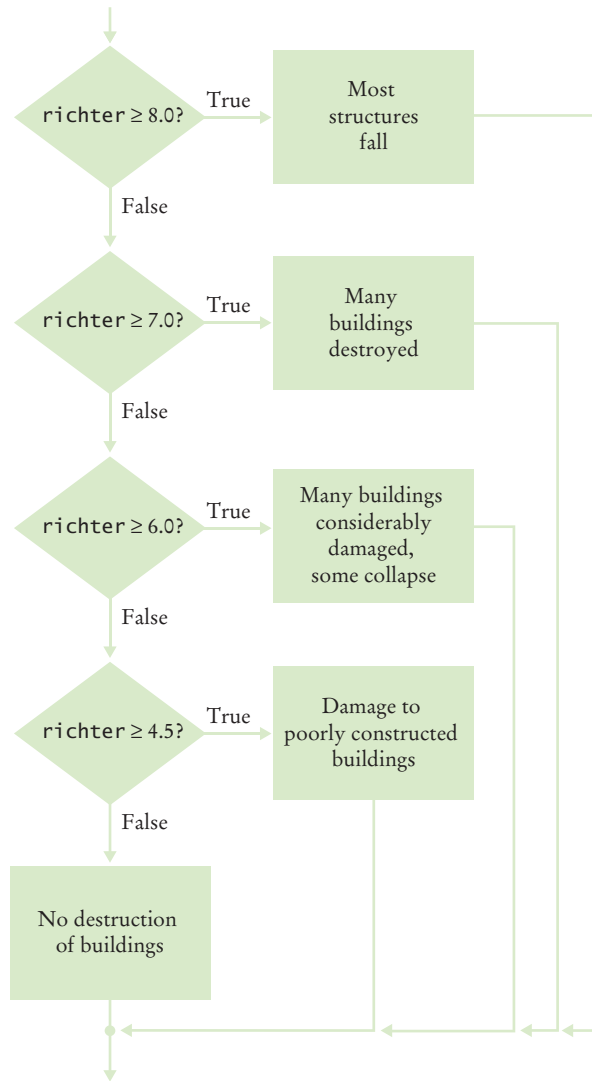 richter ≥ 8.0?
True
Most
structures
fall
False
richter ≥ 7.0?
True
Many
buildings
destroyed
False
richter ≥ 6.0?
True
Many buildings
considerably
damaged,
some collapse
False
richter ≥ 4.5?
True
Damage to
poorly constructed
buildings
False
No destruction
of buildings